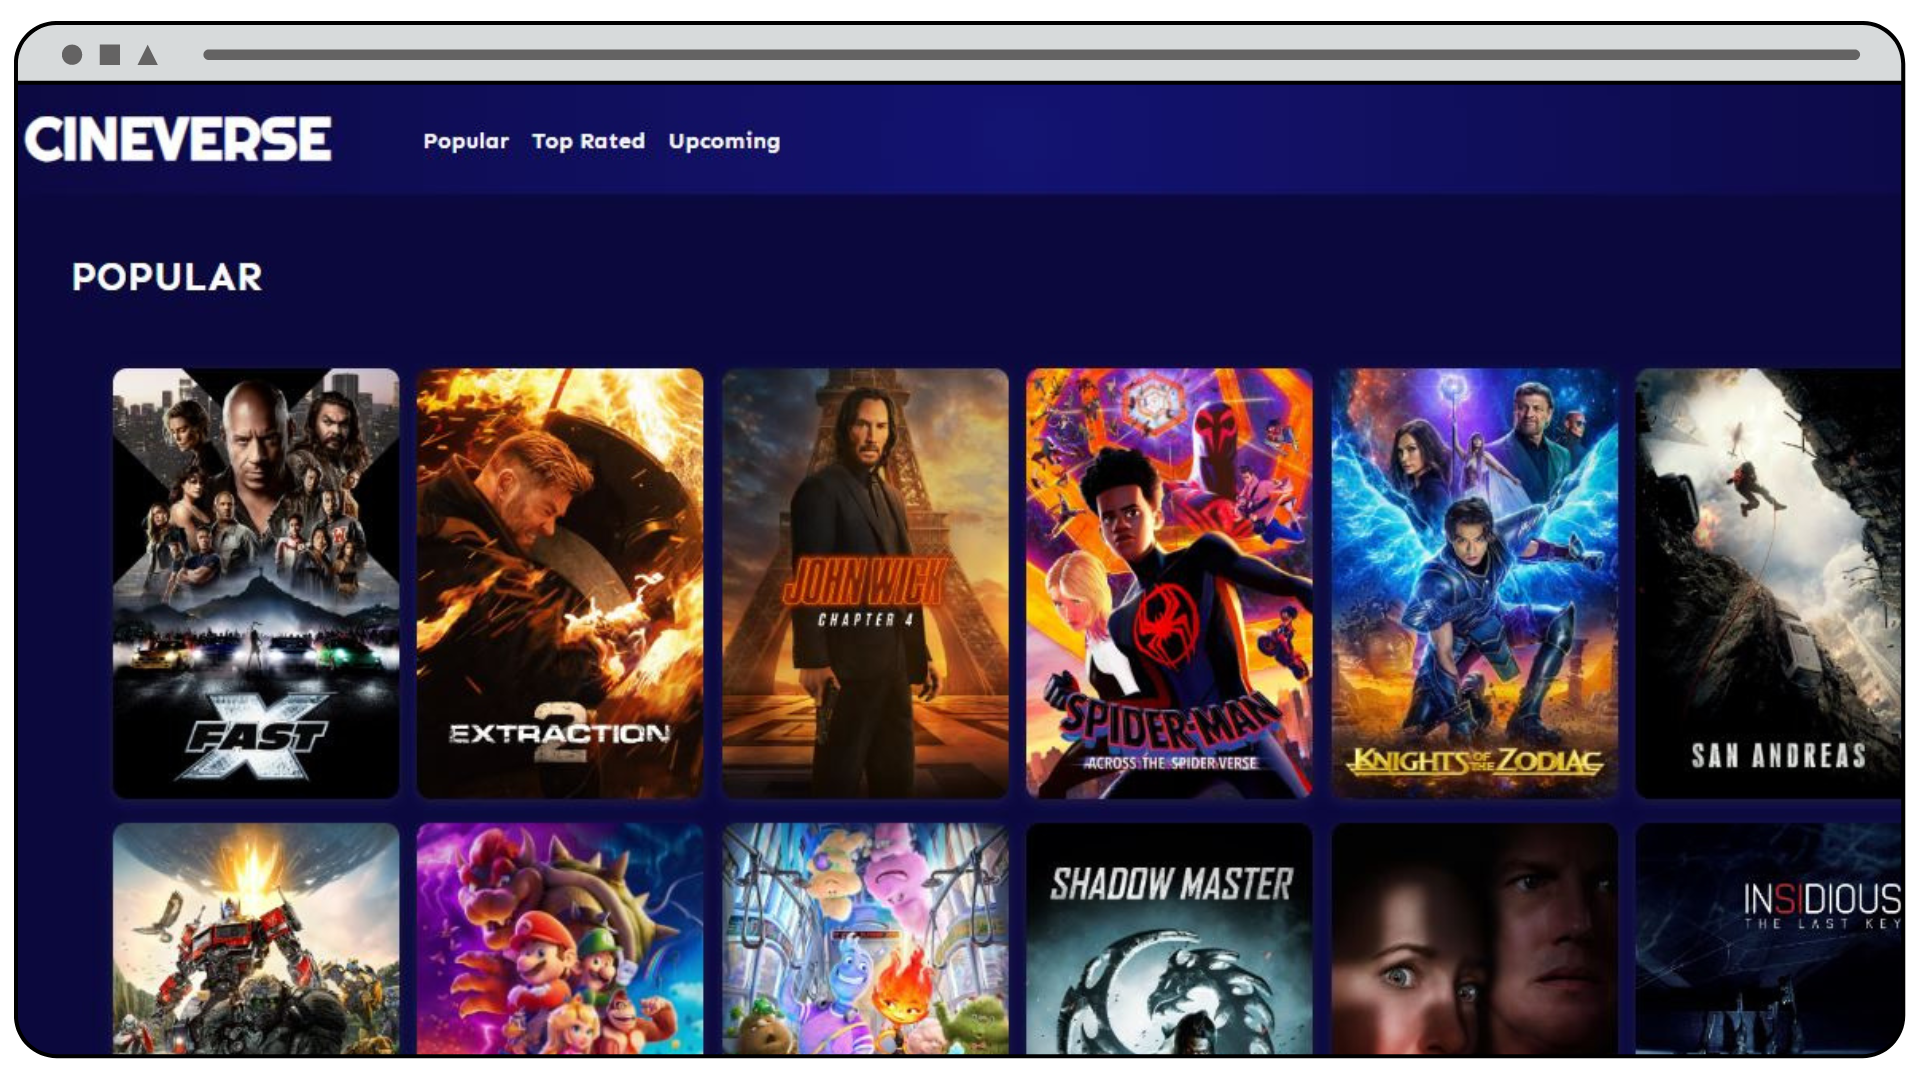 CINEVERSE
Popular Top Rated Upcoming
POPULAR
FAST X
EXTRACTION 2
JOHN WICK
CHAPTER 4
SPIDER-MAN
ACROSS THE SPIDER-VERSE
KNIGHTS OF THE ZODIAC
SAN ANDREAS
SHADOW MASTER
INSIDIOUS
THE LAST KEY